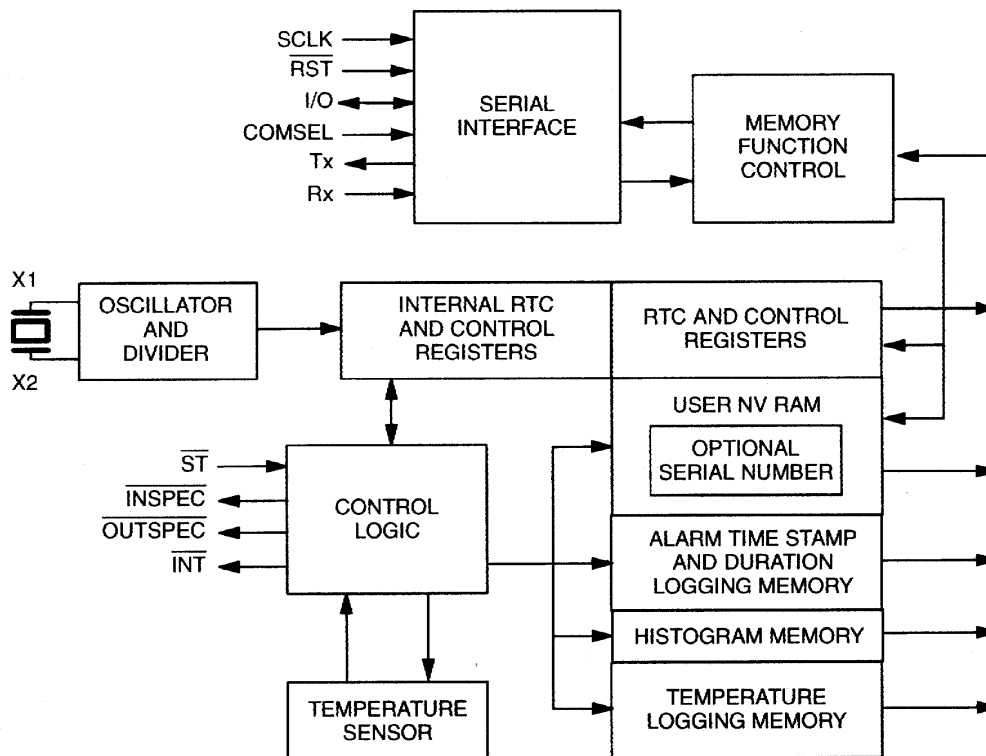 SCLK
RST
I/O
COMSEL
Tx
Rx
SERIAL
INTERFACE
MEMORY
FUNCTION
CONTROL
X1
X2
OSCILLATOR
AND
DIVIDER
INTERNAL RTC
AND CONTROL
REGISTERS
RTC AND CONTROL
REGISTERS
USER NV RAM
OPTIONAL
SERIAL NUMBER
ST
INSPEC
OUTSPEC
INT
CONTROL
LOGIC
ALARM TIME STAMP
AND DURATION
LOGGING MEMORY
HISTOGRAM MEMORY
TEMPERATURE
SENSOR
TEMPERATURE
LOGGING MEMORY